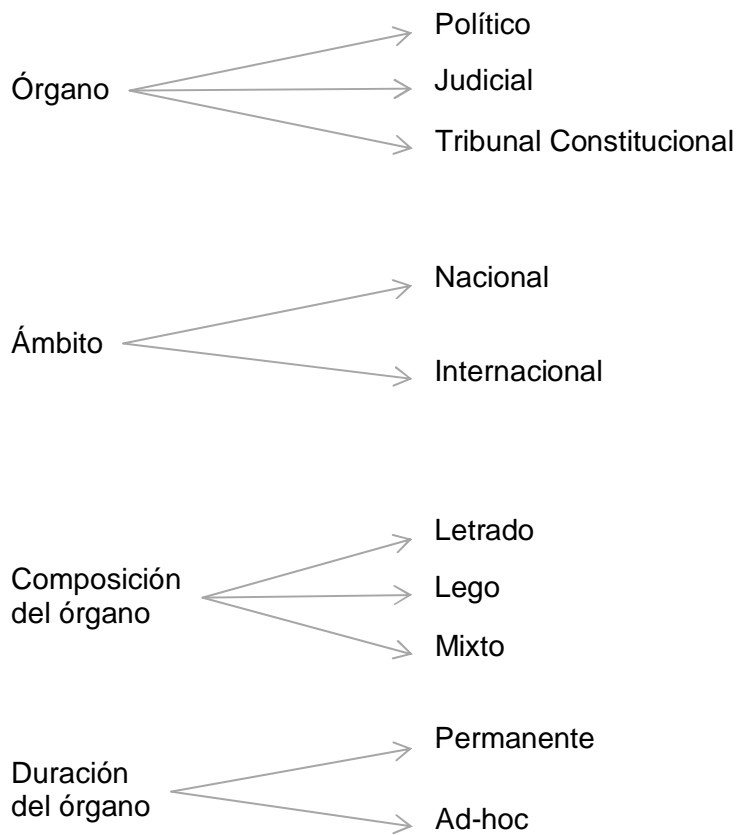 Órgano
Político
Judicial
Tribunal Constitucional
Ámbito
Nacional
Internacional
Composición
del órgano
Letrado
Lego
Mixto
Duración
del órgano
Permanente
Ad-hoc